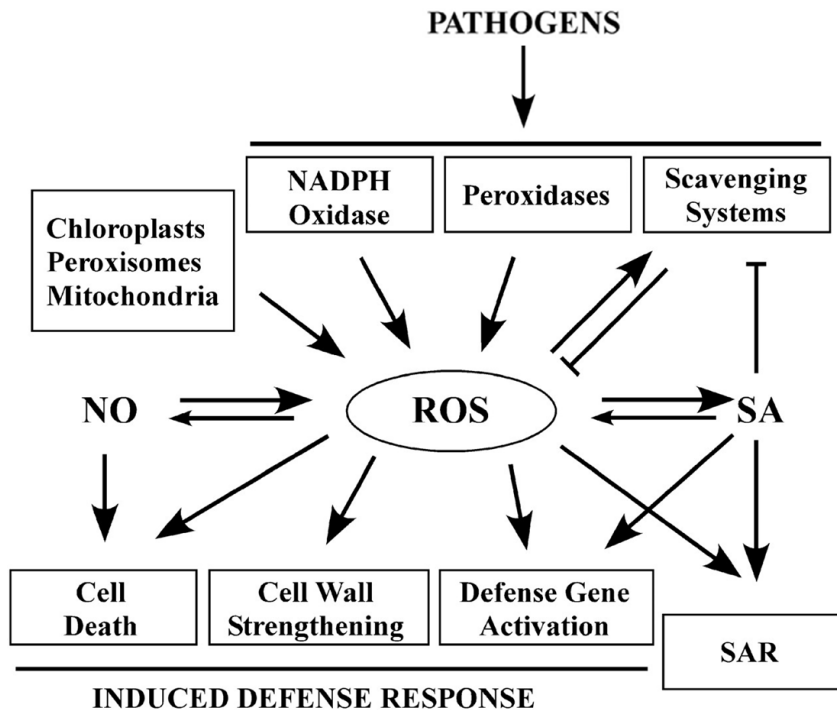 PATHOGENS
NADPH
Oxidase
Peroxidases
Scavenging
Systems
Chloroplasts
Peroxisomes
Mitochondria
NO
ROS
SA
Cell
Death
Cell Wall
Strengthening
Defense Gene
Activation
SAR
INDUCED DEFENSE RESPONSE